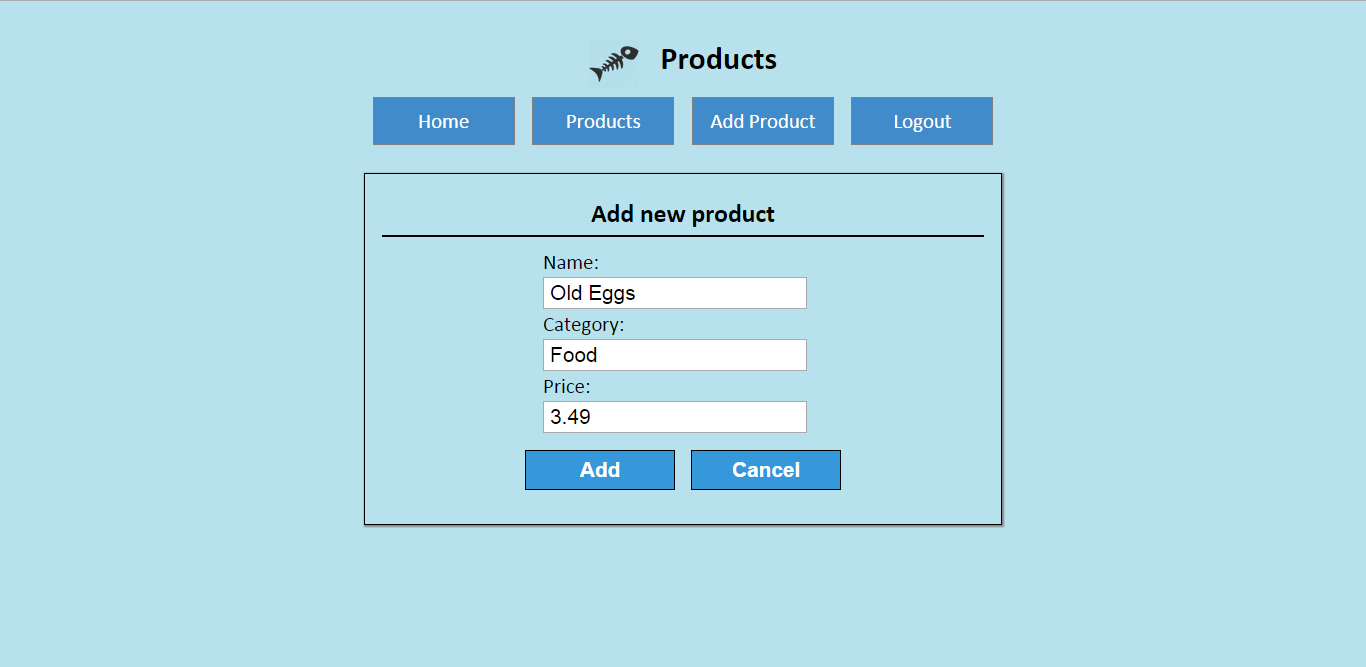 Products
Home Products Add Product Logout
Add new product
Name:
Old Eggs
Category:
Food
Price:
3.49
Add Cancel